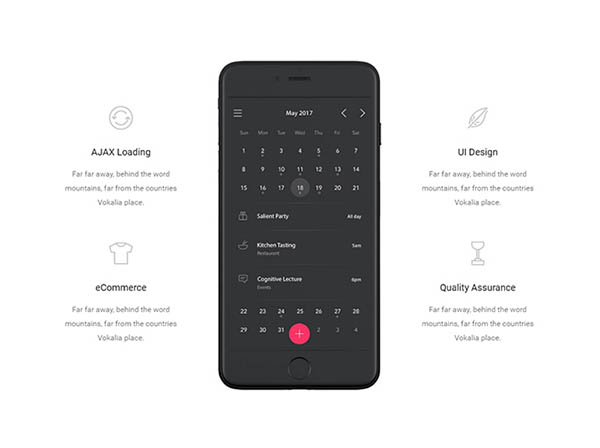 AJAX Loading
Far far away, behind the word
mountains, far from the countries
Vokalia place.
eCommerce
Far far away, behind the word
mountains, far from the countries
Vokalia place.
May 2017
Sun Mon Tue Wed Thu Fri Sat
1 2 3 4 5 6 7
8 9 10 11 12 13 14
15 16 17 18 19 20 21
Salient Party All day
Kitchen Tasting 5am
Restaurant
Cognitive Lecture 6pm
Events
22 23 24 25 26 27 28
29 30 31 1 2 3 4
UI Design
Far far away, behind the word
mountains, far from the countries
Vokalia place.
Quality Assurance
Far far away, behind the word
mountains, far from the countries
Vokalia place.